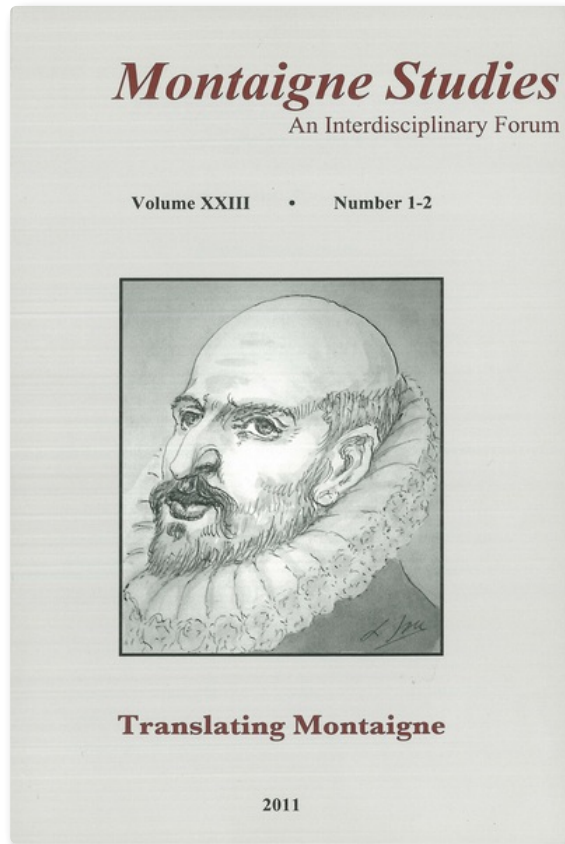 Montaigne Studies
An Interdisciplinary Forum
Volume XXIII • Number 1-2
Translating Montaigne
2011